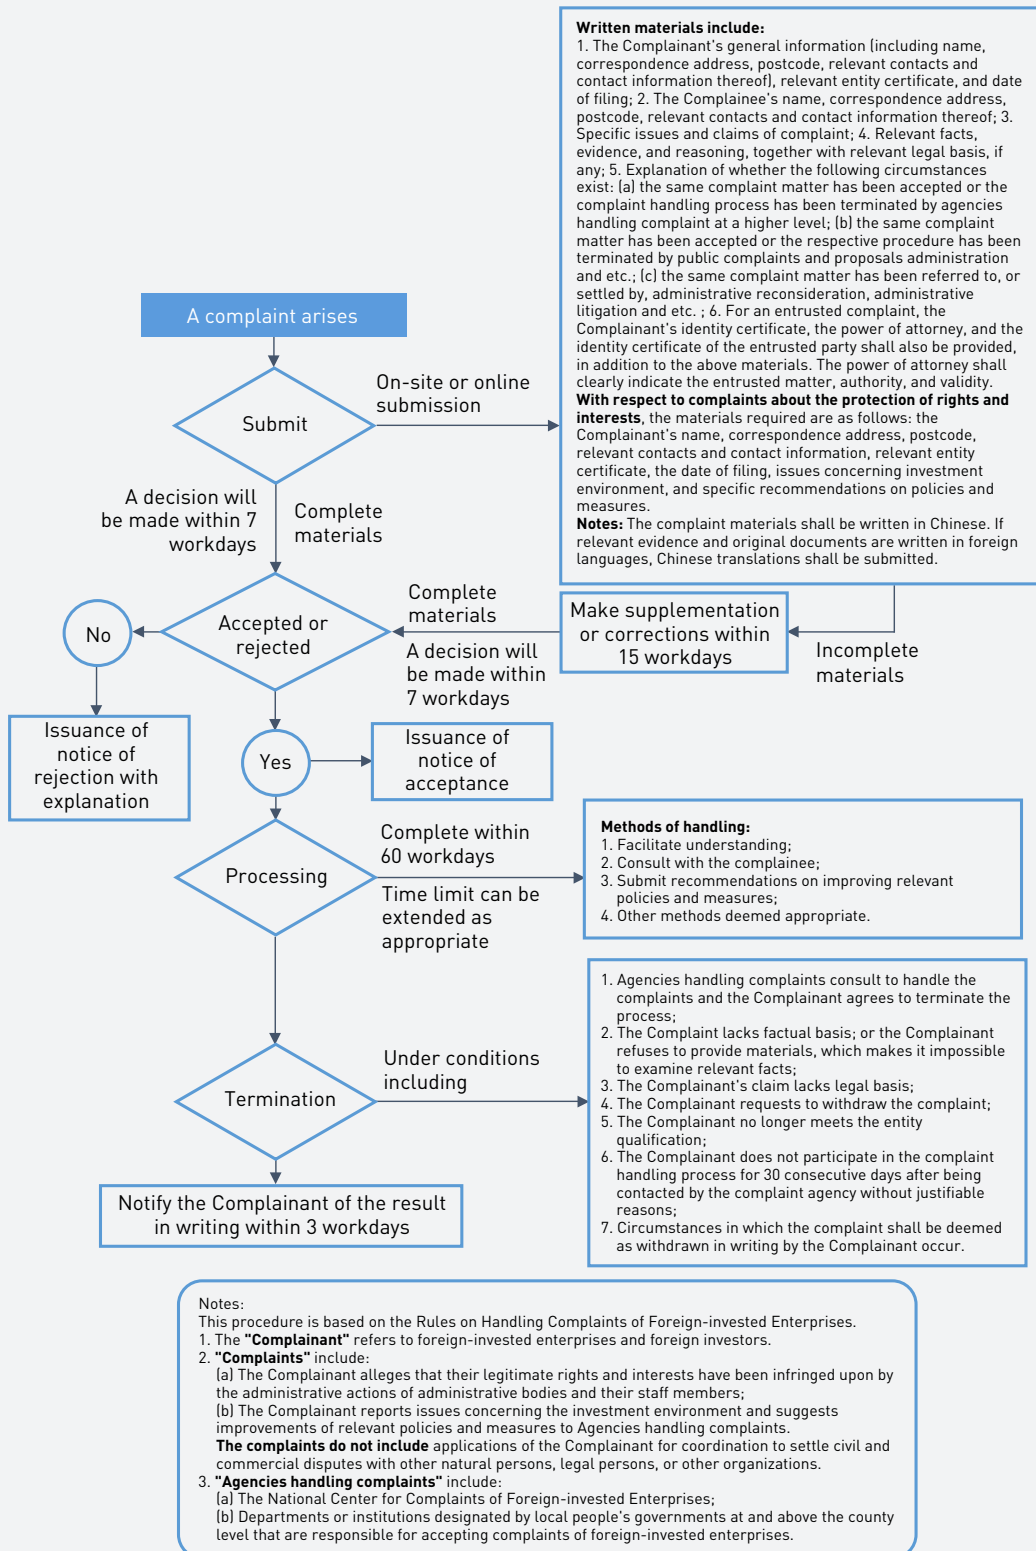 Written materials include:
1. The Complainant's general information (including name,
correspondence address, postcode, relevant contacts and
contact information thereof), relevant entity certificate, and date
of filing; 2. The Complainee's name, correspondence address,
postcode, relevant contacts and contact information thereof; 3.
Specific issues and claims of complaint; 4. Relevant facts,
evidence, and reasoning, together with relevant legal basis, if
any; 5. Explanation of whether the following circumstances
exist: (a) the same complaint matter has been accepted or the
complaint handling process has been terminated by agencies
handling complaint at a higher level; (b) the same complaint
matter has been accepted or the respective procedure has been
terminated by public complaints and proposals administration
and etc.; (c) the same complaint matter has been referred to, or
settled by, administrative reconsideration, administrative
litigation and etc. ; 6. For an entrusted complaint, the
Complainant's identity certificate, the power of attorney, and the
identity certificate of the entrusted party shall also be provided,
in addition to the above materials. The power of attorney shall
clearly indicate the entrusted matter, authority, and validity.
With respect to complaints about the protection of rights and
interests, the materials required are as follows: the
Complainant's name, correspondence address, postcode,
relevant contacts and contact information, relevant entity
certificate, the date of filing, issues concerning investment
environment, and specific recommendations on policies and
measures.
Notes: The complaint materials shall be written in Chinese. If
relevant evidence and original documents are written in foreign
languages, Chinese translations shall be submitted.
A complaint arises
Submit
On-site or online
submission
A decision will
be made within 7
workdays
Complete
materials
Accepted or
rejected
Complete
materials
A decision will
be made within
7 workdays
Make supplementation
or corrections within
15 workdays
Incomplete
materials
No
Issuance of
notice of
rejection with
explanation
Yes
Issuance of
notice of
acceptance
Processing
Complete within
60 workdays
Time limit can be
extended as
appropriate
Methods of handling:
1. Facilitate understanding;
2. Consult with the complainee;
3. Submit recommendations on improving relevant
policies and measures;
4. Other methods deemed appropriate.
Termination
Under conditions
including
1. Agencies handling complaints consult to handle the
complaints and the Complainant agrees to terminate the
process;
2. The Complaint lacks factual basis; or the Complainant
refuses to provide materials, which makes it impossible
to examine relevant facts;
3. The Complainant's claim lacks legal basis;
4. The Complainant requests to withdraw the complaint;
5. The Complainant no longer meets the entity
qualification;
6. The Complainant does not participate in the complaint
handling process for 30 consecutive days after being
contacted by the complaint agency without justifiable
reasons;
7. Circumstances in which the complaint shall be deemed
as withdrawn in writing by the Complainant occur.
Notify the Complainant of the result
in writing within 3 workdays
Notes:
This procedure is based on the Rules on Handling Complaints of Foreign-invested Enterprises.
1. The "Complainant" refers to foreign-invested enterprises and foreign investors.
2. "Complaints" include:
(a) The Complainant alleges that their legitimate rights and interests have been infringed upon by
the administrative actions of administrative bodies and their staff members;
(b) The Complainant reports issues concerning the investment environment and suggests
improvements of relevant policies and measures to Agencies handling complaints.
The complaints do not include applications of the Complainant for coordination to settle civil and
commercial disputes with other natural persons, legal persons, or other organizations.
3. "Agencies handling complaints" include:
(a) The National Center for Complaints of Foreign-invested Enterprises;
(b) Departments or institutions designated by local people's governments at and above the county
level that are responsible for accepting complaints of foreign-invested enterprises.